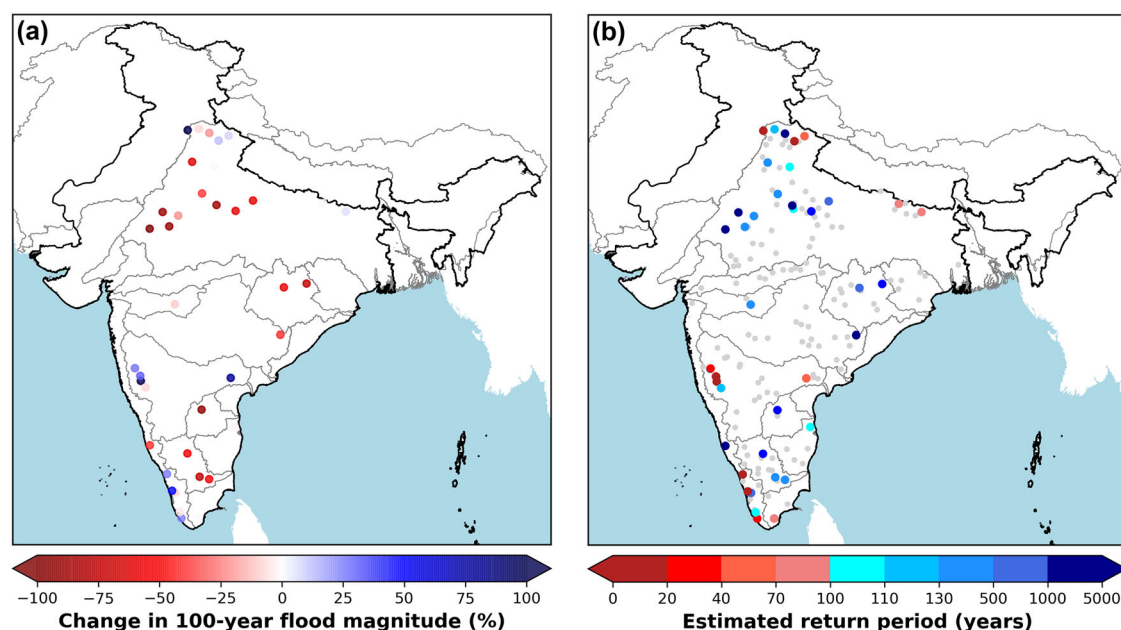 (a)
(b)
−100 −75 −50 −25 0 25 50 75 100
Change in 100-year flood magnitude (%)
0 20 40 70 100 110 130 500 1000 5000
Estimated return period (years)